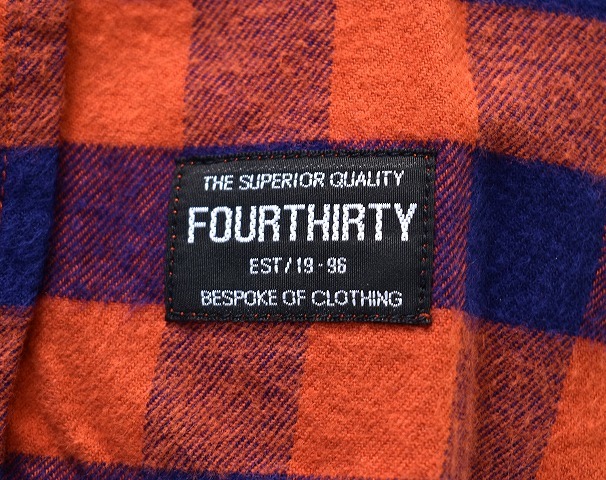 THE SUPERIOR QUALITY
FOURTHIRTY
EST/19-96
BESPOKE OF CLOTHING